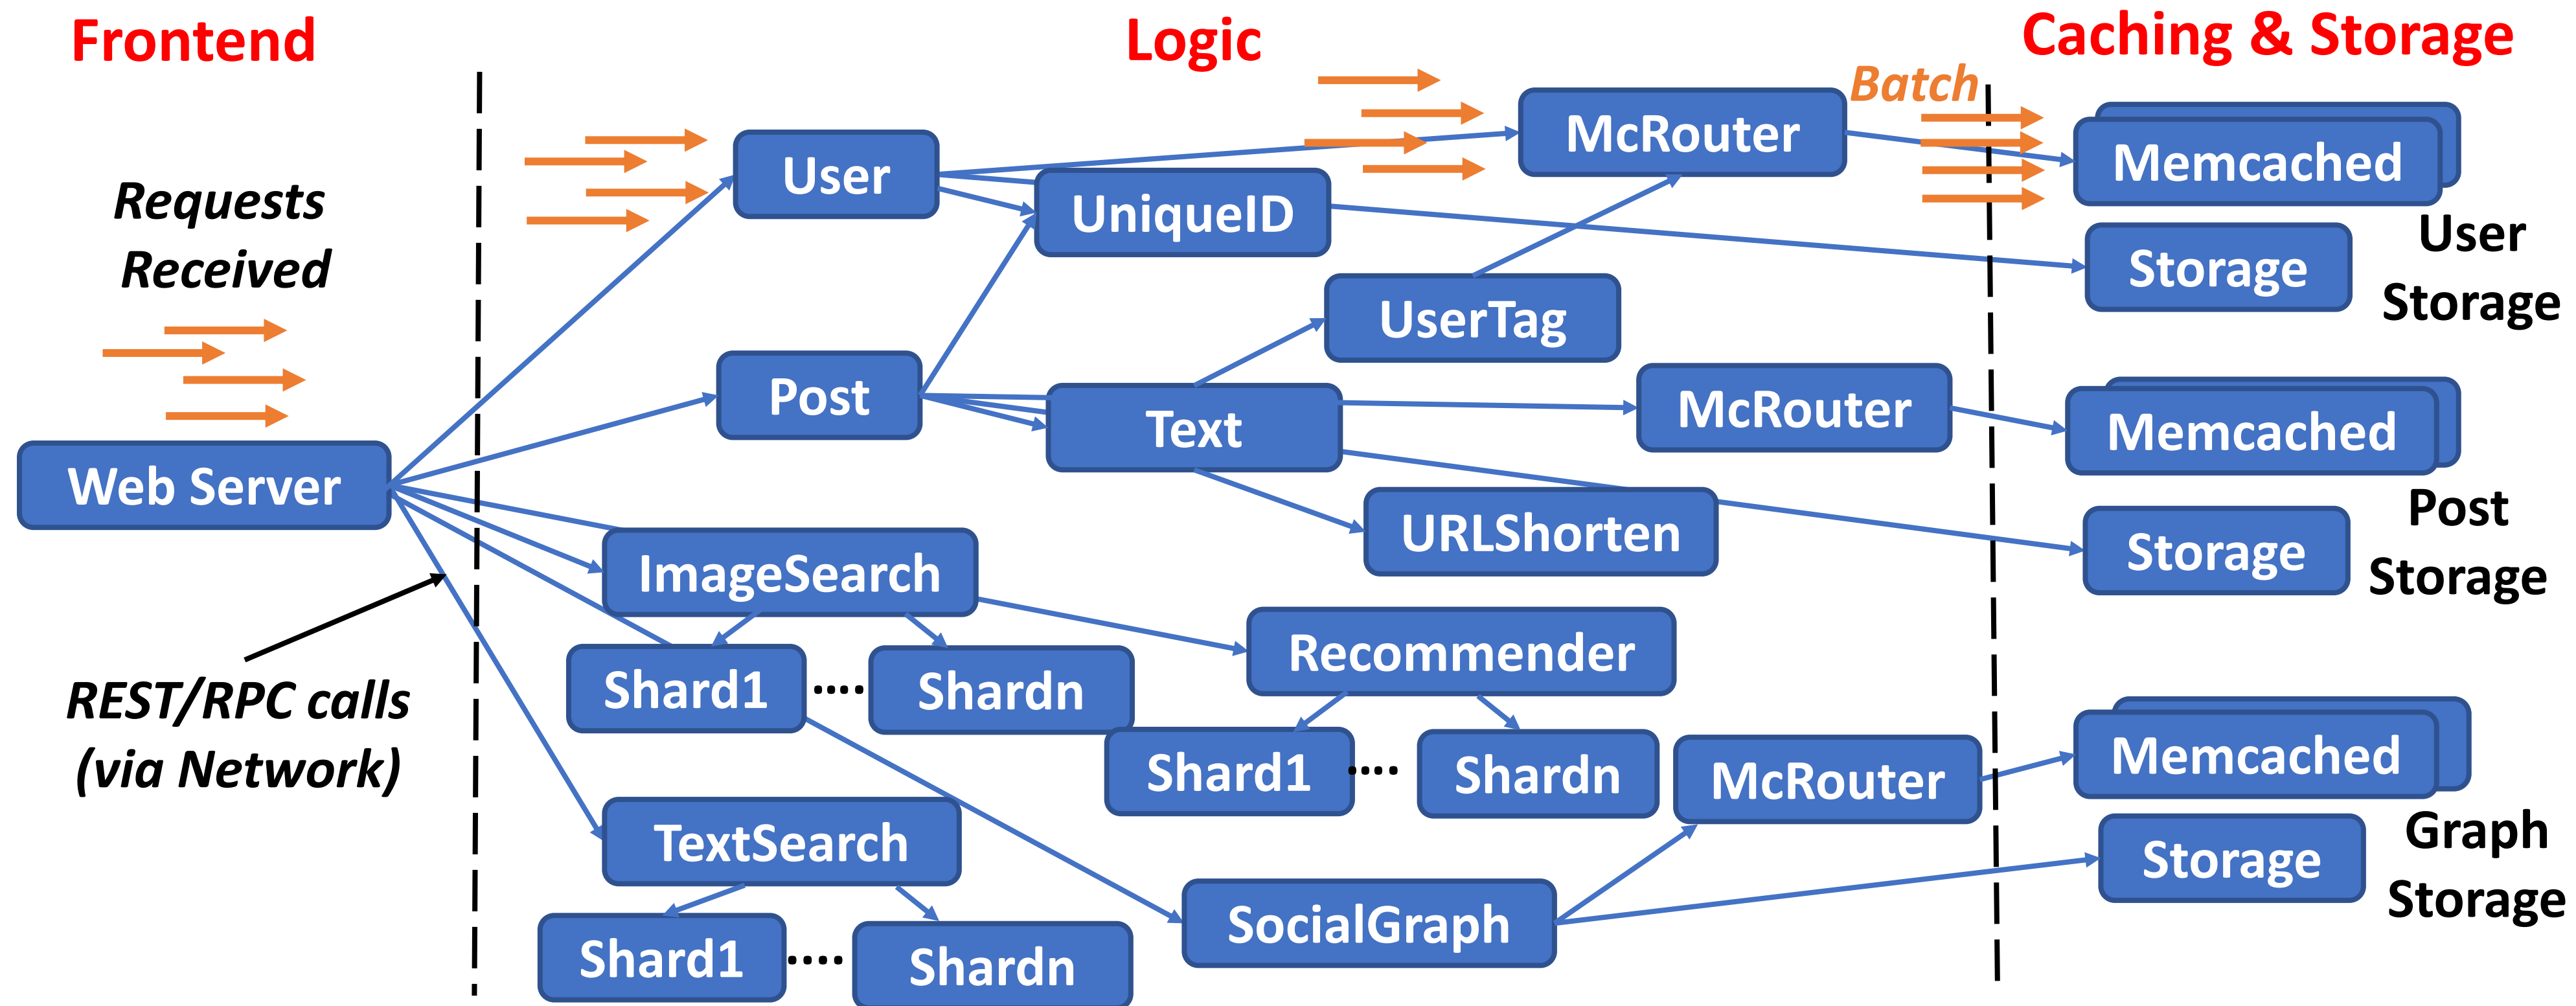 Frontend
Logic
Caching & Storage
Batch
Requests
Received
User
McRouter
Memcached
UniqueID
Storage
User
Storage
UserTag
Post
Text
McRouter
Memcached
Web Server
URLShorten
Storage
Post
Storage
ImageSearch
Recommender
Shard1
....
Shardn
REST/RPC calls
(via Network)
Shard1
....
Shardn
McRouter
Memcached
TextSearch
Storage
Graph
Storage
SocialGraph
Shard1
....
Shardn